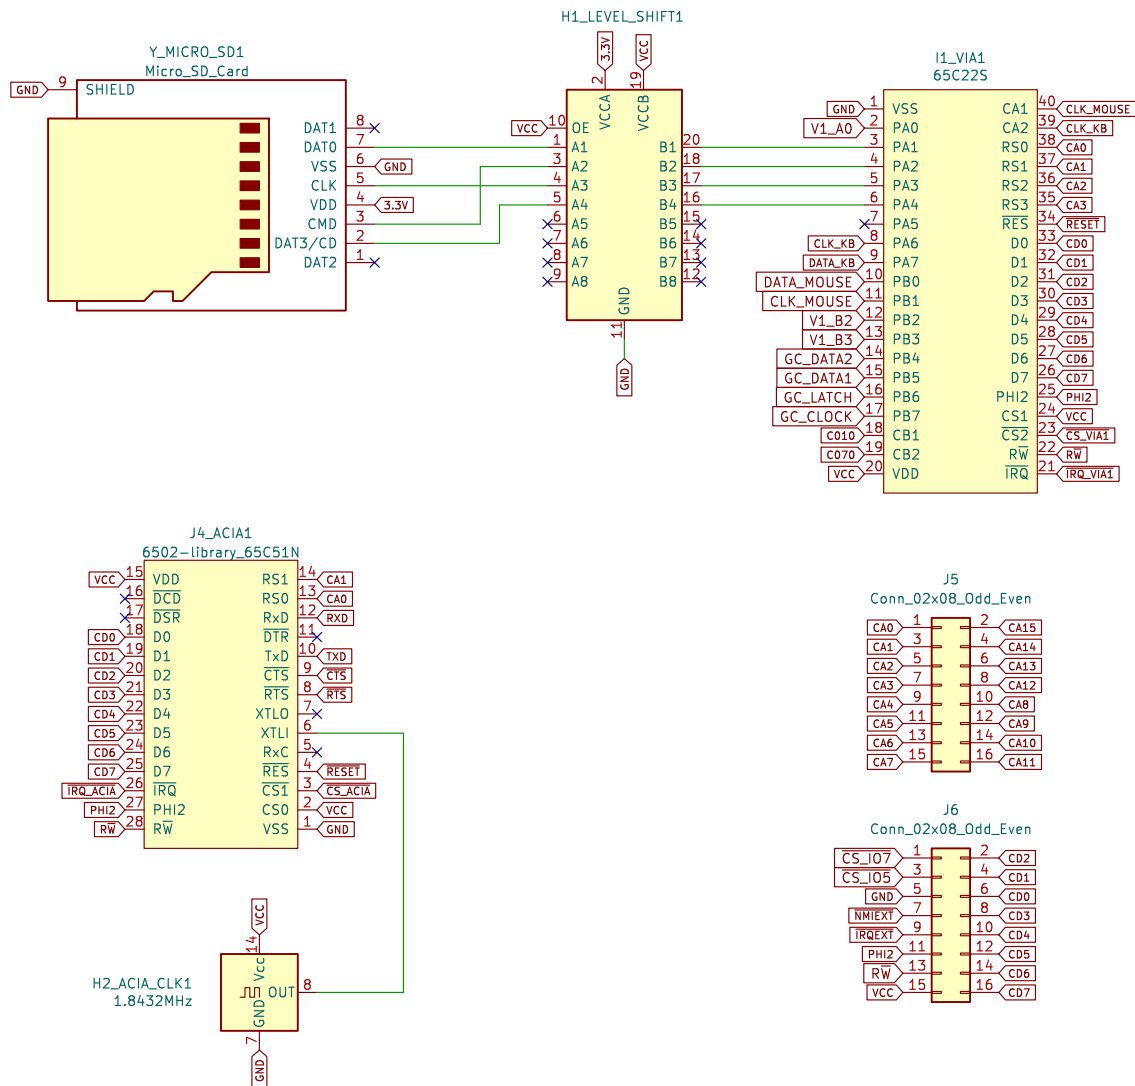 H1_LEVEL_SHIFT1
Y_MICRO_SD1
Micro_SD_Card
GND 9 SHIELD
DAT1 8
DAT0 7
VSS 6 GND
CLK 5
VDD 4 3.3V
CMD 3
DAT3/CD 2
DAT2 1
3.3V VCC
2 19
VCCA VCCB
VCC 10 OE
1 A1 B1 20
3 A2 B2 18
4 A3 B3 17
5 A4 B4 16
6 A5 B5 15
7 A6 B6 14
8 A7 B7 13
9 A8 B8 12
GND
11
GND
I1_VIA1
65C22S
GND 1 VSS CA1 40 CLK_MOUSE
V1_A0 2 PA0 CA2 39 CLK_KB
3 PA1 RS0 38 CA0
4 PA2 RS1 37 CA1
5 PA3 RS2 36 CA2
6 PA4 RS3 35 CA3
7 PA5 RES 34 RESET
CLK_KB 8 PA6 D0 33 CD0
DATA_KB 9 PA7 D1 32 CD1
DATA_MOUSE 10 PB0 D2 31 CD2
CLK_MOUSE 11 PB1 D3 30 CD3
V1_B2 12 PB2 D4 29 CD4
V1_B3 13 PB3 D5 28 CD5
GC_DATA2 14 PB4 D6 27 CD6
GC_DATA1 15 PB5 D7 26 CD7
GC_LATCH 16 PB6 PHI2 25 PHI2
GC_CLOCK 17 PB7 CS1 24 VCC
C010 18 CB1 CS2 23 CS_VIA1
C070 19 CB2 RW 22 RW
VCC 20 VDD IRQ 21 IRQ_VIA1
J4_ACIA1
6502-library_65C51N
VCC 15 VDD RS1 14 CA1
16 DCD RS0 13 CA0
17 DSR RxD 12 RXD
CD0 18 D0 DTR 11
CD1 19 D1 TxD 10 TXD
CD2 20 D2 CTS 9 CTS
CD3 21 D3 RTS 8 RTS
CD4 22 D4 XTLO 7
CD5 23 D5 XTLI 6
CD6 24 D6 RxC 5
CD7 25 D7 RES 4 RESET
IRQ_ACIA 26 IRQ CS1 3 CS_ACIA
PHI2 27 PHI2 CS0 2 VCC
RW 28 RW VSS 1 GND
VCC
14
Vcc
H2_ACIA_CLK1
1.8432MHz
OUT 8
GND
7
GND
J5
Conn_02x08_Odd_Even
CA0 1 2 CA15
CA1 3 4 CA14
CA2 5 6 CA13
CA3 7 8 CA12
CA4 9 10 CA8
CA5 11 12 CA9
CA6 13 14 CA10
CA7 15 16 CA11
J6
Conn_02x08_Odd_Even
CS_IO7 1 2 CD2
CS_IO5 3 4 CD1
GND 5 6 CD0
NMIEXT 7 8 CD3
IRQEXT 9 10 CD4
PHI2 11 12 CD5
RW 13 14 CD6
VCC 15 16 CD7